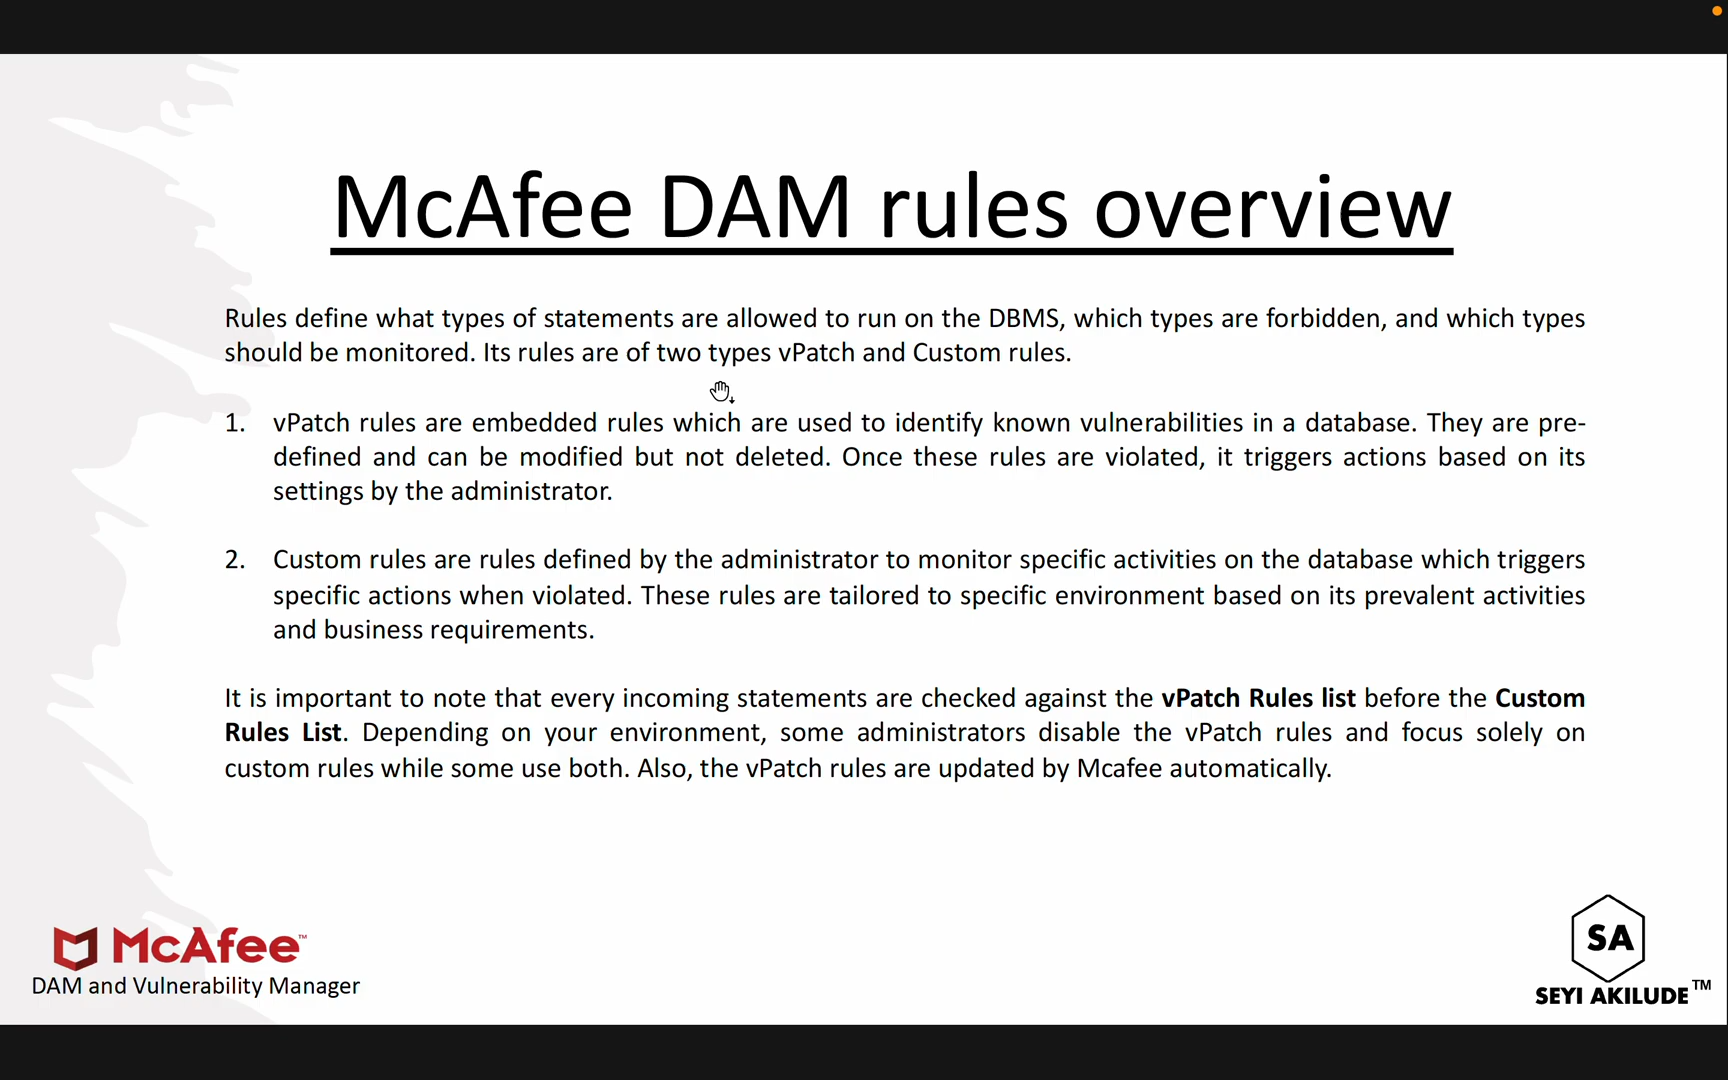 McAfee DAM rules overview
Rules define what types of statements are allowed to run on the DBMS, which types are forbidden, and which types
should be monitored. Its rules are of two types vPatch and Custom rules.
1. vPatch rules are embedded rules which are used to identify known vulnerabilities in a database. They are pre-
defined and can be modified but not deleted. Once these rules are violated, it triggers actions based on its
settings by the administrator.
2. Custom rules are rules defined by the administrator to monitor specific activities on the database which triggers
specific actions when violated. These rules are tailored to specific environment based on its prevalent activities
and business requirements.
It is important to note that every incoming statements are checked against the vPatch Rules list before the Custom
Rules List. Depending on your environment, some administrators disable the vPatch rules and focus solely on
custom rules while some use both. Also, the vPatch rules are updated by Mcafee automatically.
McAfee™
DAM and Vulnerability Manager
SA
SEYI AKILUDE™